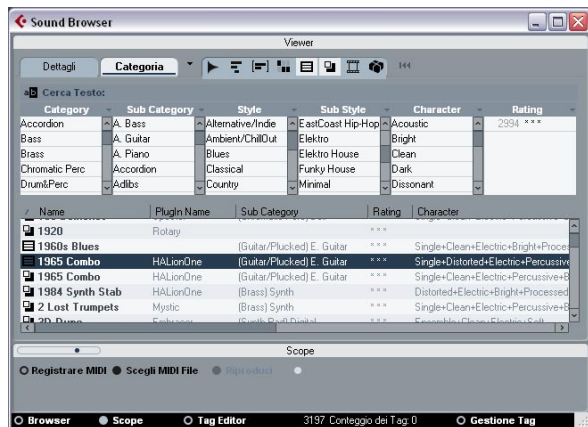 Sound Browser
Viewer
Dettagli Categoria
Cerca Testo:
Category Sub Category Style Sub Style Character Rating
Accordion A. Bass Alternative/Indie EastCoast Hip-Hop Acoustic 2994 ***
Bass A. Guitar Ambient/ChillOut Elektro Bright
Brass A. Piano Blues Elektro House Clean
Chromatic Perc Accordion Classical Funky House Dark
Drum&Perc Adlibs Country Minimal Dissonant
Name PlugIn Name Sub Category Rating Character
1920 Rotary ***
1960s Blues (Guitar/Plucked) E. Guitar *** Single+Clean+Electric+Bright+Proces
1965 Combo HALionOne (Guitar/Plucked) E. Guitar *** Single+Distorted+Electric+Percussive
1965 Combo HALionOne (Guitar/Plucked) E. Guitar *** Single+Clean+Electric+Percussive+B
1984 Synth Stab HALionOne (Brass) Synth *** Distorted+Electric+Bright+Processed
2 Lost Trumpets Mystic (Brass) Synth *** Single+Clean+Electric+Percussive+B
Scope
Registrare MIDI Scegli MIDI File Riproduci
Browser Scope Tag Editor 3197 Conteggio dei Tag: 0 Gestione Tag